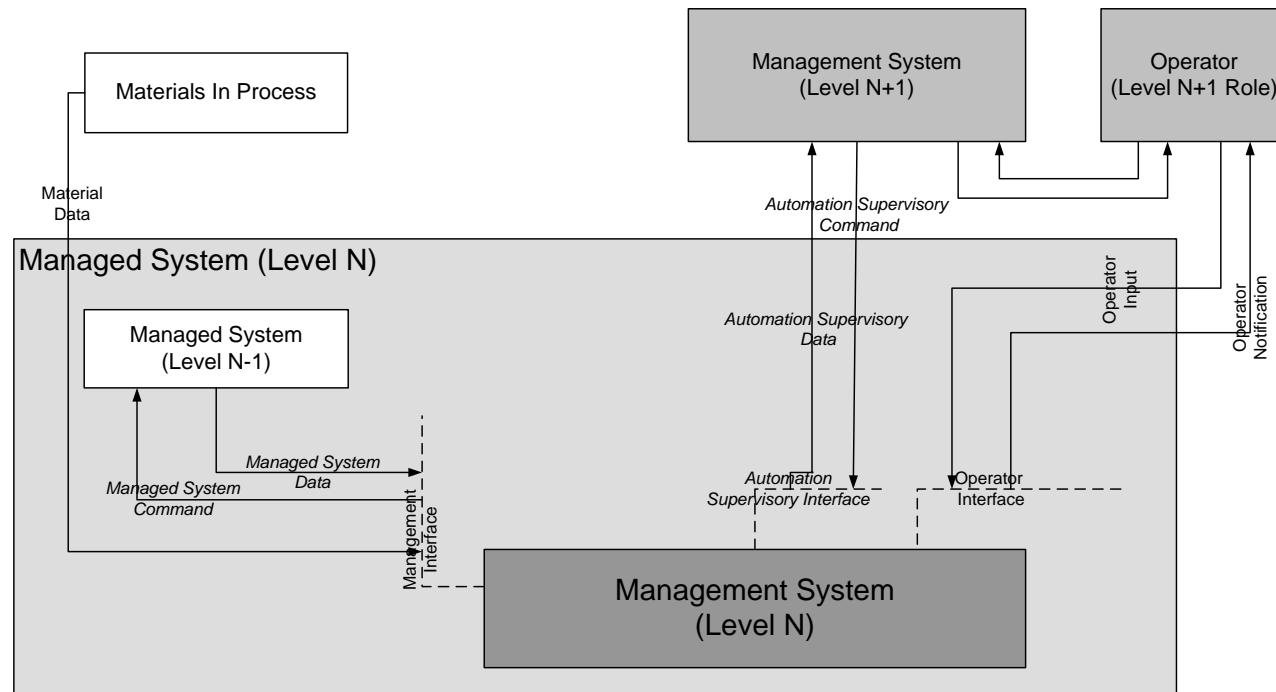 Management System
(Level N+1)
Operator
(Level N+1 Role)
Materials In Process
Material
Data
Automation Supervisory
Command
Managed System (Level N)
Operator
Input
Operator
Notification
Automation Supervisory
Data
Managed System
(Level N-1)
Managed System
Data
Managed System
Command
Management
Interface
Automation
Supervisory Interface
Operator
Interface
Management System
(Level N)